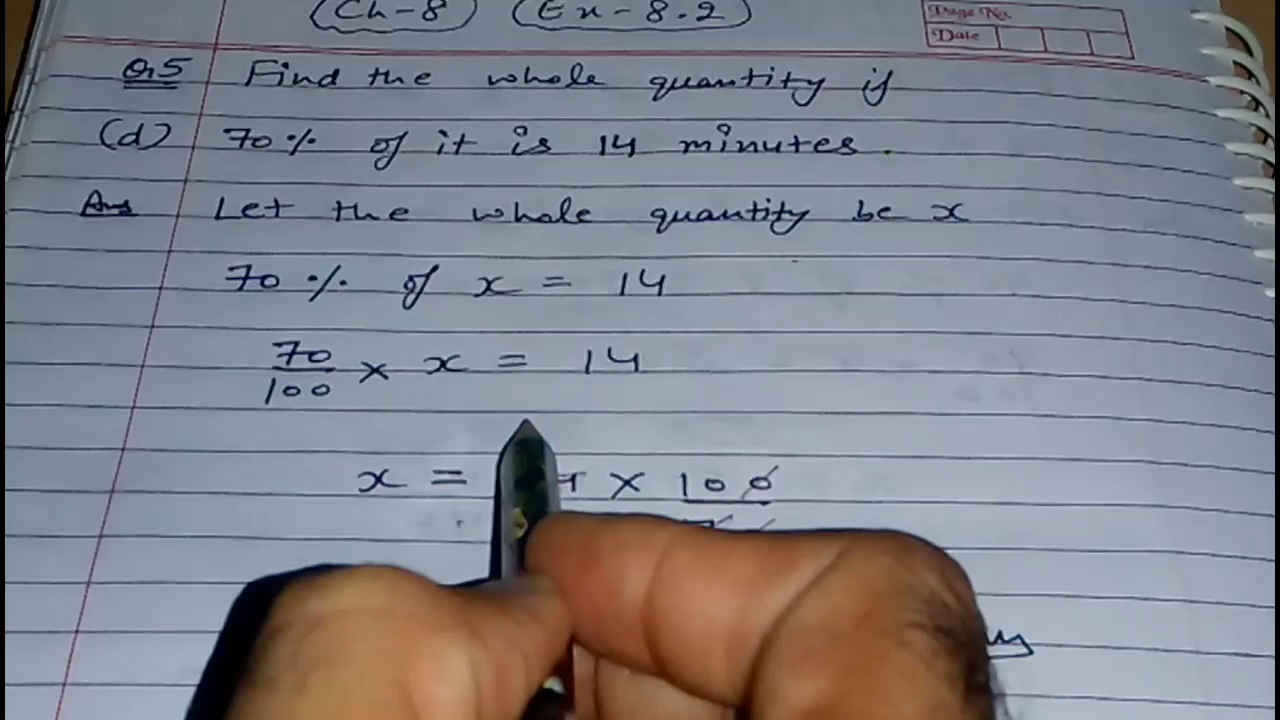 (Ch-8) (Ex-8.2)
Page No.
Date
Q.5 Find the whole quantity if
(d) 70% of it is 14 minutes.
Ans Let the whole quantity be x
70% of x = 14
70/100 × x = 14
x = × 100